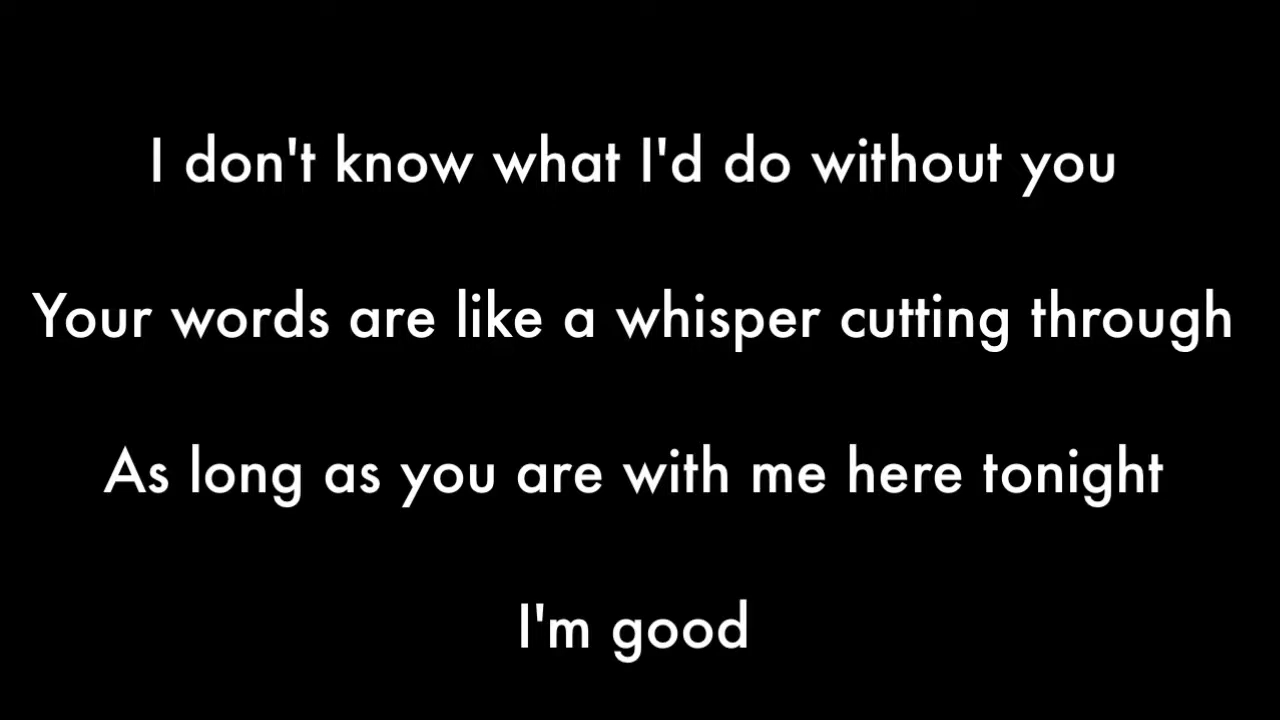 I don't know what I'd do without you
Your words are like a whisper cutting through
As long as you are with me here tonight
I'm good